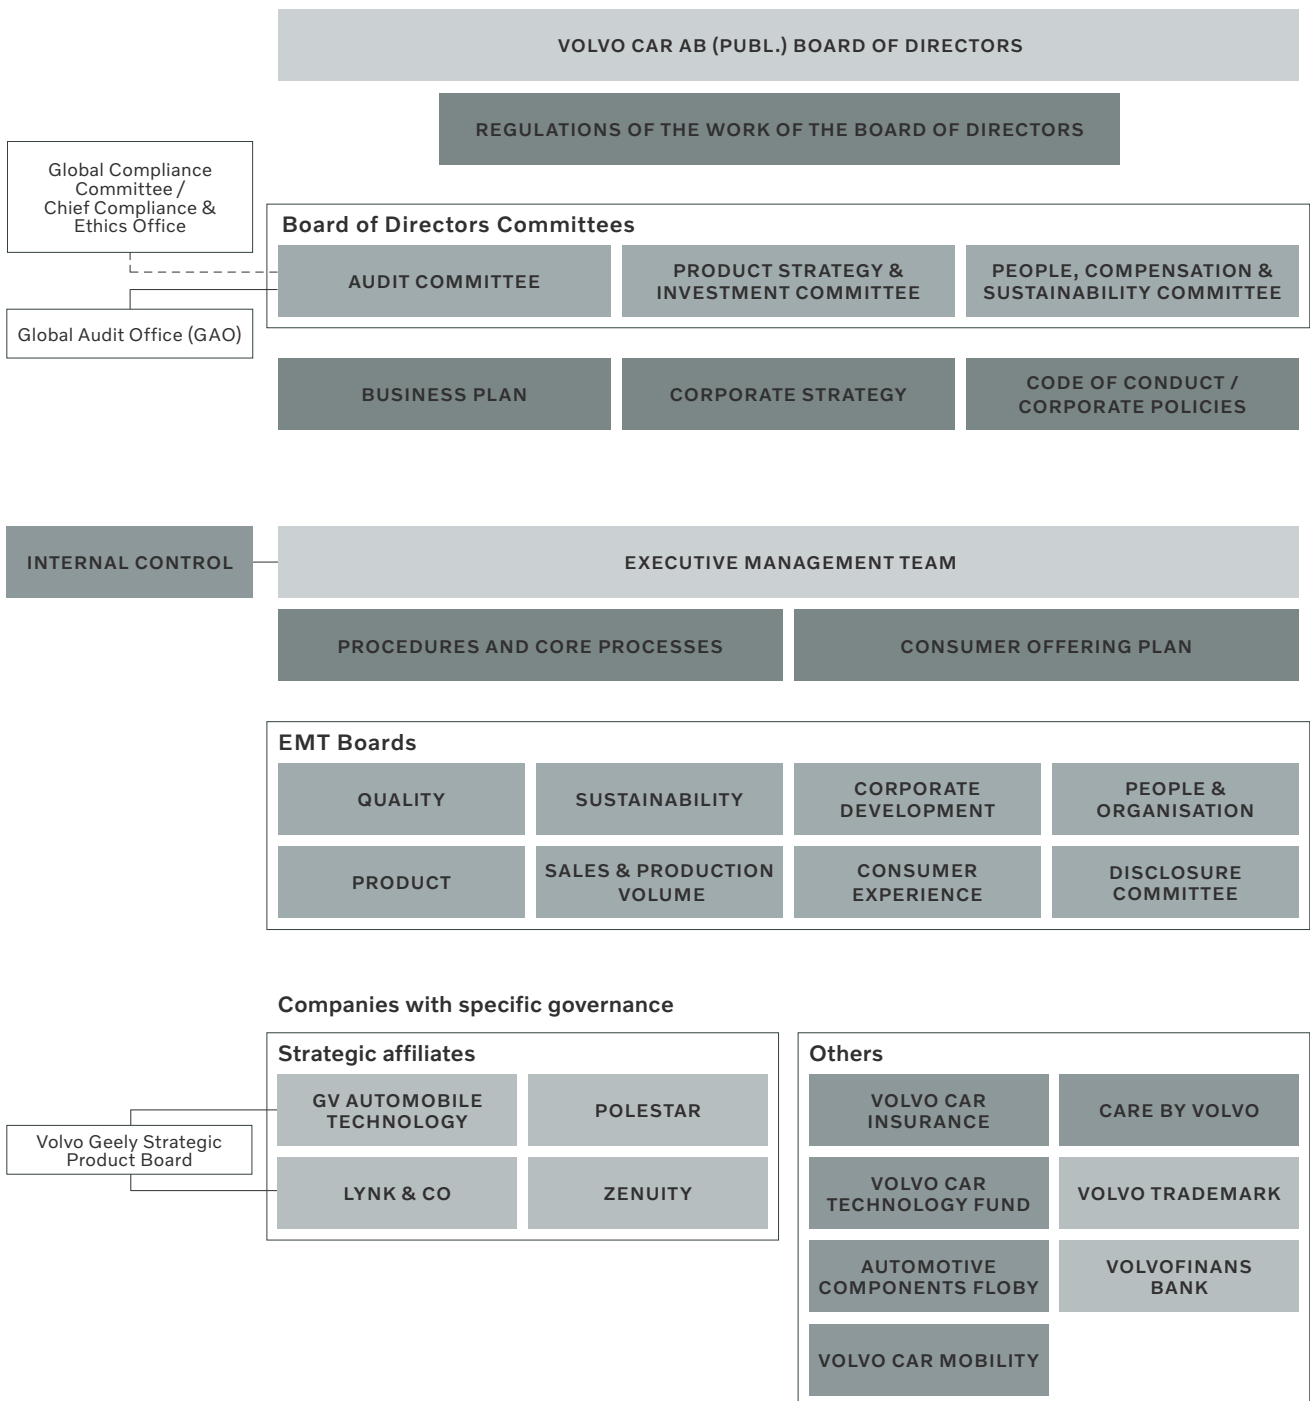 VOLVO CAR AB (PUBL.) BOARD OF DIRECTORS
REGULATIONS OF THE WORK OF THE BOARD OF DIRECTORS
Global Compliance
Committee /
Chief Compliance &
Ethics Office
Board of Directors Committees
AUDIT COMMITTEE
PRODUCT STRATEGY &
INVESTMENT COMMITTEE
PEOPLE, COMPENSATION &
SUSTAINABILITY COMMITTEE
Global Audit Office (GAO)
BUSINESS PLAN
CORPORATE STRATEGY
CODE OF CONDUCT /
CORPORATE POLICIES
INTERNAL CONTROL
EXECUTIVE MANAGEMENT TEAM
PROCEDURES AND CORE PROCESSES
CONSUMER OFFERING PLAN
EMT Boards
QUALITY
SUSTAINABILITY
CORPORATE
DEVELOPMENT
PEOPLE &
ORGANISATION
PRODUCT
SALES & PRODUCTION
VOLUME
CONSUMER
EXPERIENCE
DISCLOSURE
COMMITTEE
Companies with specific governance
Strategic affiliates
GV AUTOMOBILE
TECHNOLOGY
POLESTAR
Volvo Geely Strategic
Product Board
LYNK & CO
ZENUITY
Others
VOLVO CAR
INSURANCE
CARE BY VOLVO
VOLVO CAR
TECHNOLOGY FUND
VOLVO TRADEMARK
AUTOMOTIVE
COMPONENTS FLOBY
VOLVOFINANS
BANK
VOLVO CAR MOBILITY